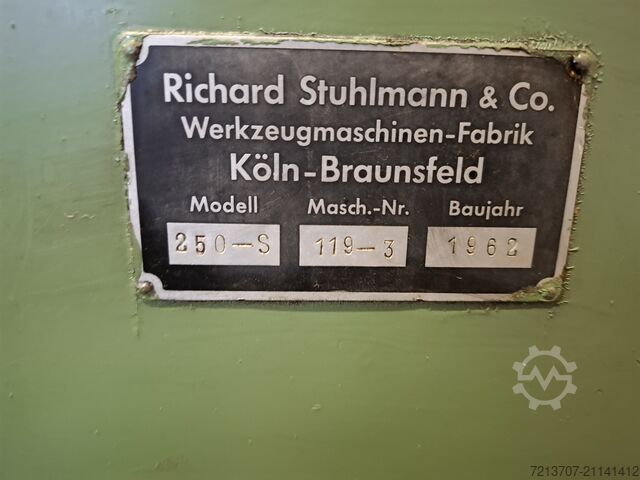 Richard Stuhlmann & Co.
Werkzeugmaschinen-Fabrik
Köln-Braunsfeld
Modell Masch.-Nr. Baujahr
250-S 119-3 1962
7213707-21141412